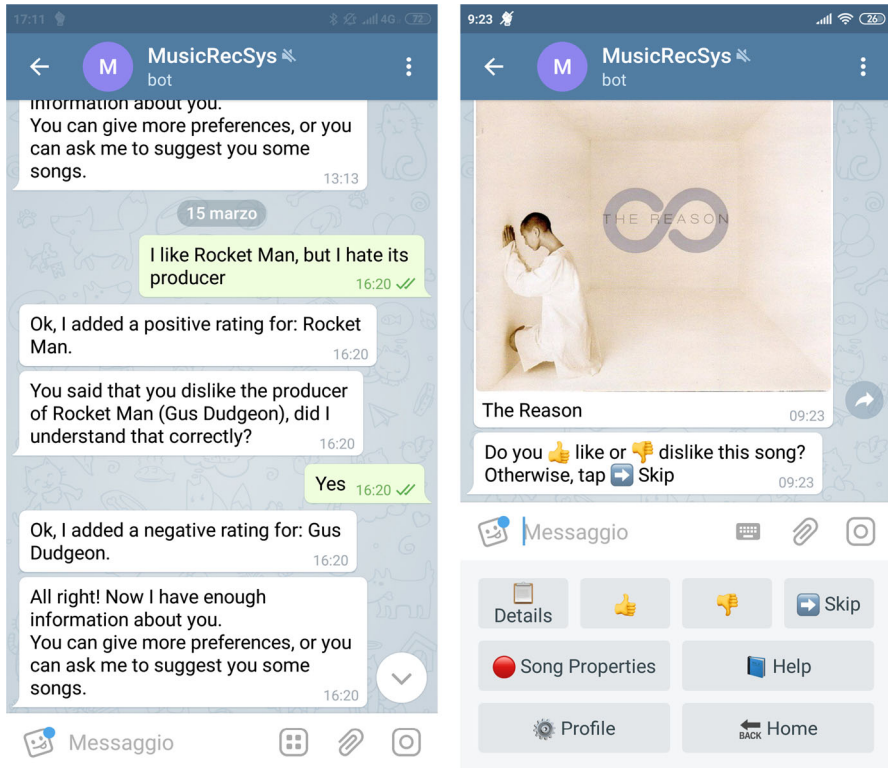 17:11
4G
72
M
MusicRecSys
bot
information about you.
You can give more preferences, or you
can ask me to suggest you some
songs.
13:13
15 marzo
I like Rocket Man, but I hate its
producer
16:20
Ok, I added a positive rating for: Rocket
Man.
16:20
You said that you dislike the producer
of Rocket Man (Gus Dudgeon), did I
understand that correctly?
16:20
Yes
16:20
Ok, I added a negative rating for: Gus
Dudgeon.
16:20
All right! Now I have enough
information about you.
You can give more preferences, or you
can ask me to suggest you some
songs.
16:20
Messaggio
9:23
26
M
MusicRecSys
bot
THE REASON
The Reason
09:23
Do you 👍 like or 👎 dislike this song?
Otherwise, tap ➡️ Skip
09:23
Messaggio
Details
Skip
Song Properties
Help
Profile
BACK Home